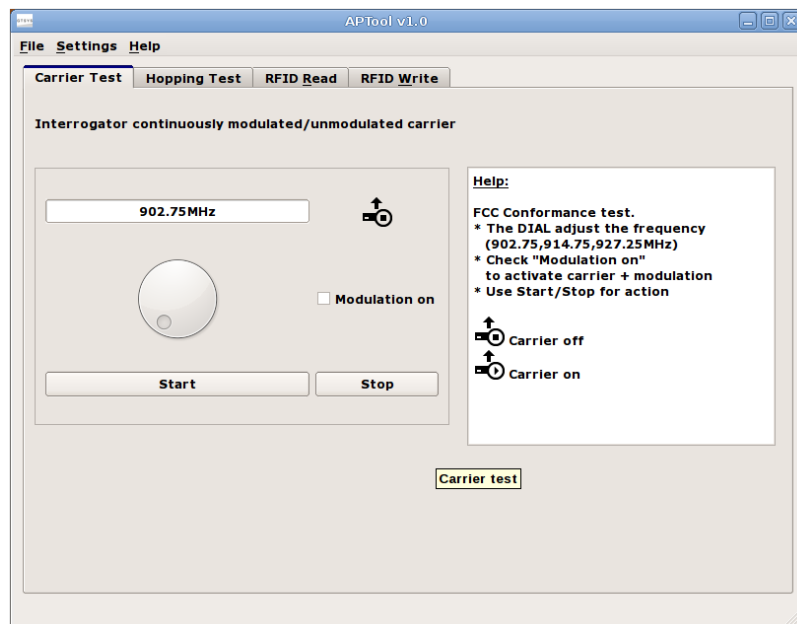 APTool v1.0
File Settings Help
Carrier Test Hopping Test RFID Read RFID Write
Interrogator continuously modulated/unmodulated carrier
902.75MHz
Modulation on
Start Stop
Help:
FCC Conformance test.
* The DIAL adjust the frequency
(902.75,914.75,927.25MHz)
* Check "Modulation on"
to activate carrier + modulation
* Use Start/Stop for action
Carrier off
Carrier on
Carrier test